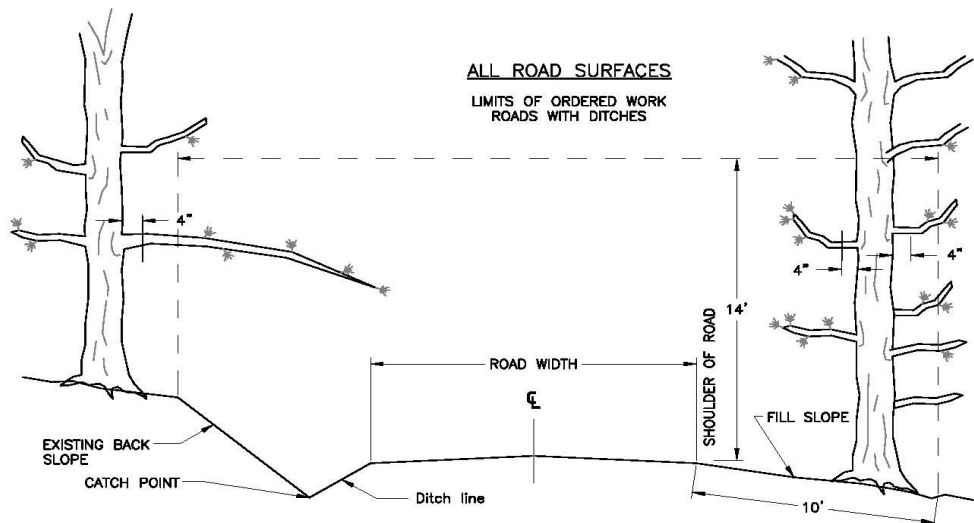 ALL ROAD SURFACES
LIMITS OF ORDERED WORK
ROADS WITH DITCHES
4"
4"
4"
14'
SHOULDER OF ROAD
ROAD WIDTH
℄
FILL SLOPE
EXISTING BACK
SLOPE
CATCH POINT
Ditch line
10'